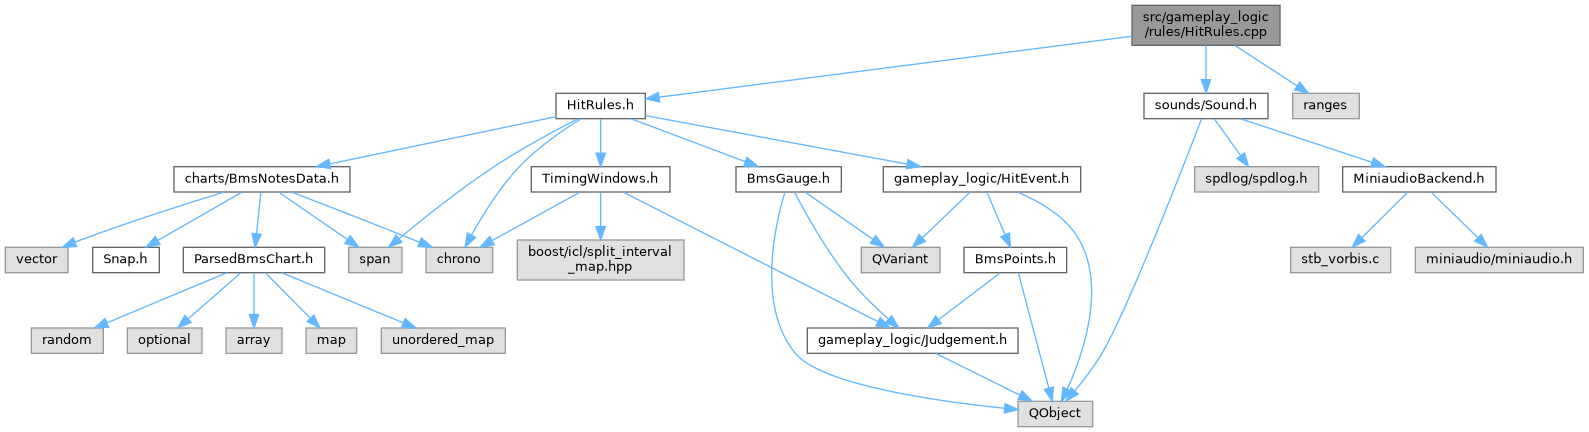 src/gameplay_logic
/rules/HitRules.cpp
HitRules.h
sounds/Sound.h
ranges
charts/BmsNotesData.h
TimingWindows.h
BmsGauge.h
gameplay_logic/HitEvent.h
spdlog/spdlog.h
MiniaudioBackend.h
vector
Snap.h
ParsedBmsChart.h
span
chrono
boost/icl/split_interval
_map.hpp
QVariant
BmsPoints.h
stb_vorbis.c
miniaudio/miniaudio.h
random
optional
array
map
unordered_map
gameplay_logic/Judgement.h
QObject